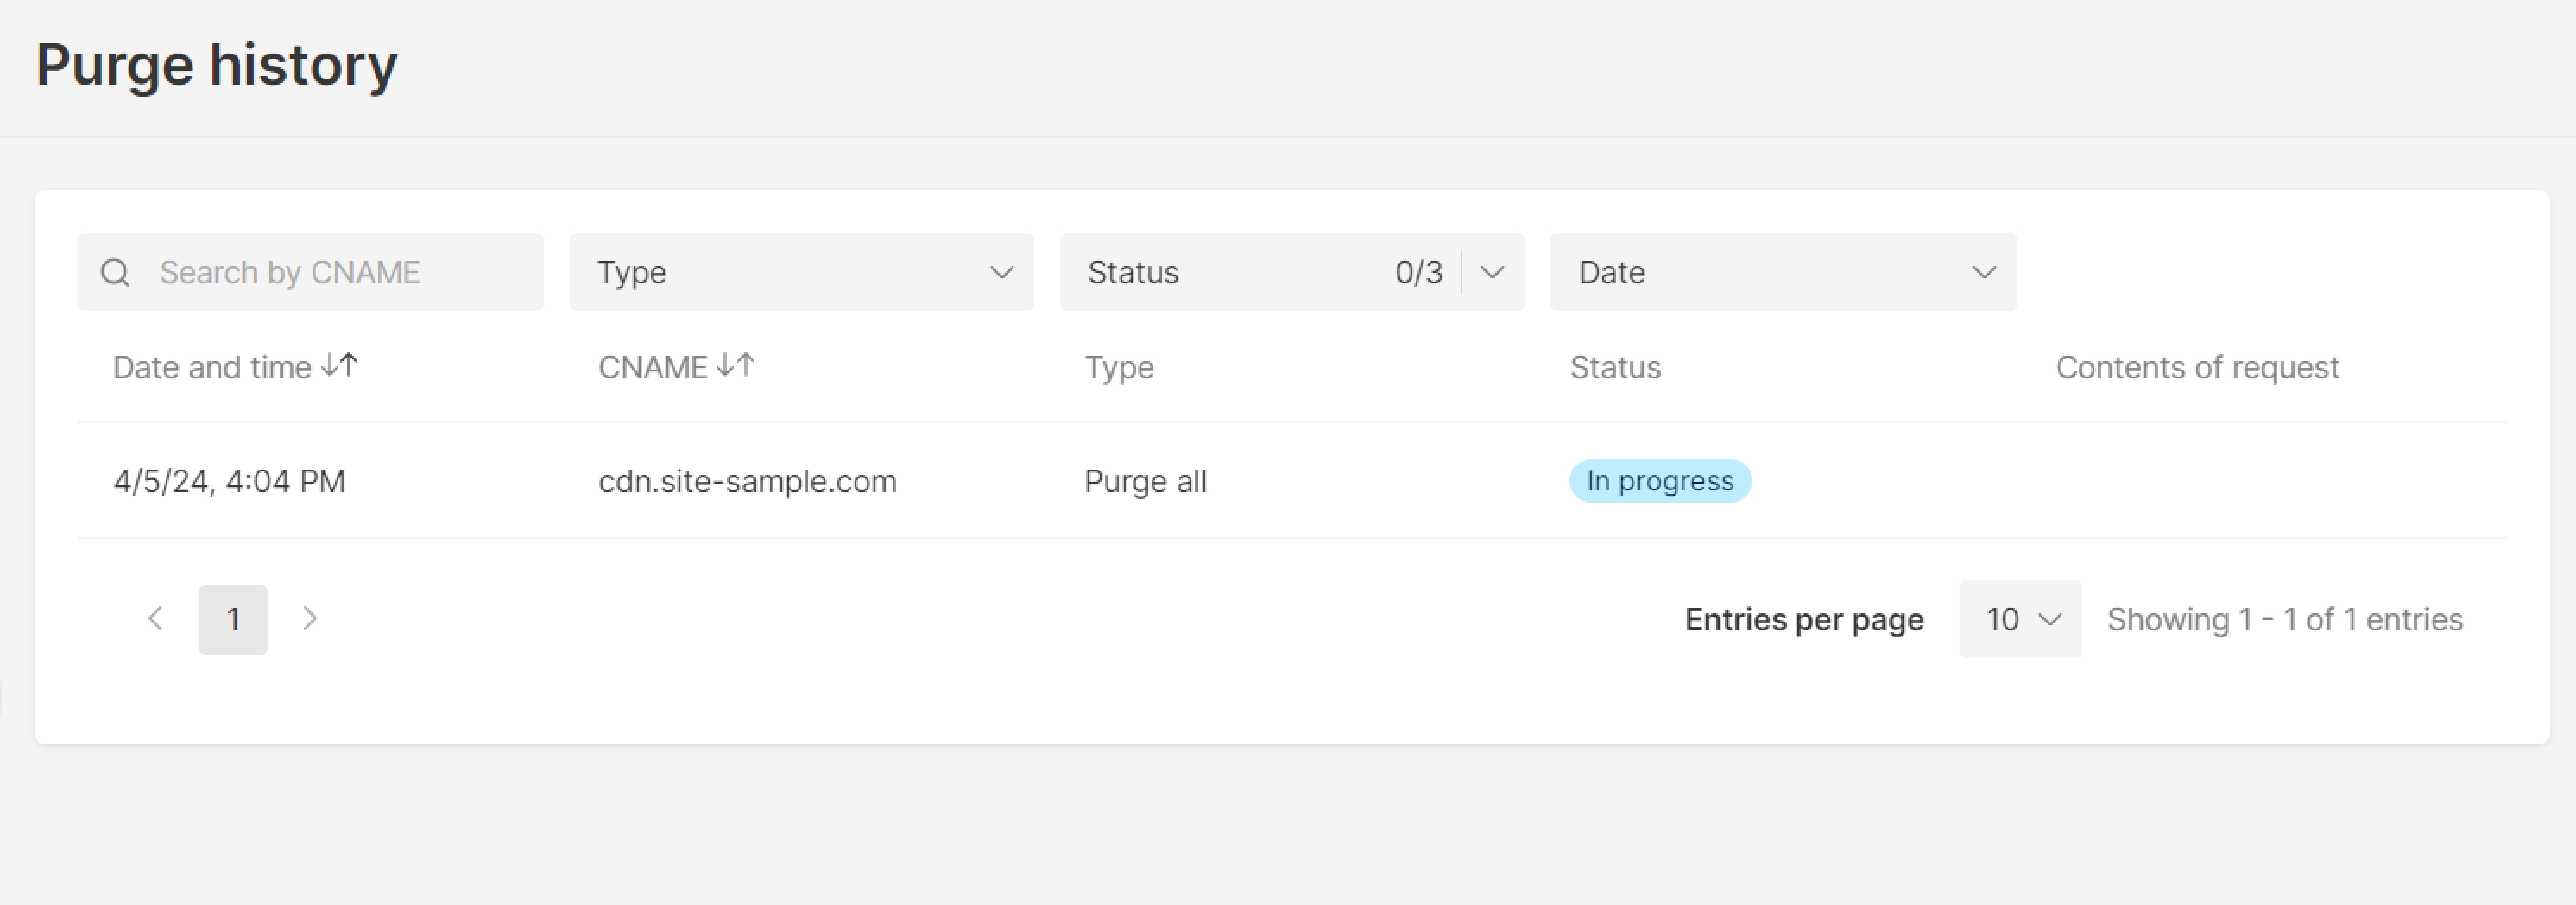 Purge history
Search by CNAME Type Status 0/3 Date
Date and time CNAME Type Status Contents of request
4/5/24, 4:04 PM cdn.site-sample.com Purge all In progress
1 Entries per page 10 Showing 1 - 1 of 1 entries